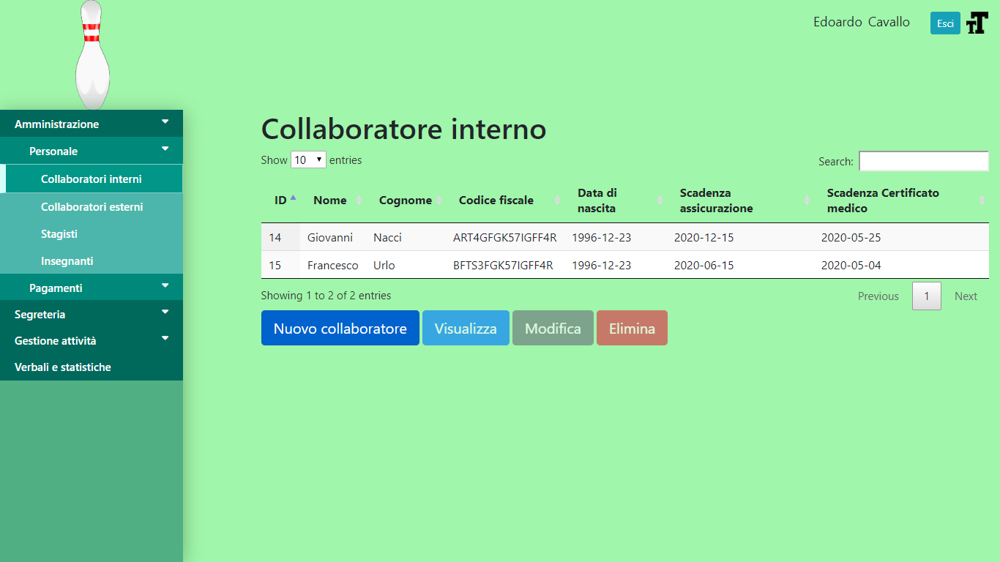 Edoardo Cavallo
Esci
TT
Amministrazione
Personale
Collaboratori interni
Collaboratori esterni
Stagisti
Insegnanti
Pagamenti
Segreteria
Gestione attività
Verbali e statistiche
Collaboratore interno
Show 10 entries
Search:
ID Nome Cognome Codice fiscale Data di nascita Scadenza assicurazione Scadenza Certificato medico
14 Giovanni Nacci ART4GFGK57IGFF4R 1996-12-23 2020-12-15 2020-05-25
15 Francesco Urlo BFTS3FGK57IGFF4R 1996-12-23 2020-06-15 2020-05-04
Showing 1 to 2 of 2 entries
Previous 1 Next
Nuovo collaboratore Visualizza Modifica Elimina